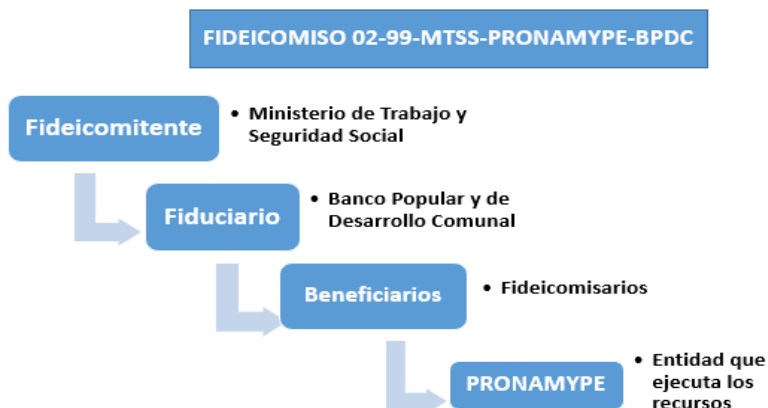 FIDEICOMISO 02-99-MTSS-PRONAMYPE-BPDC
Fideicomitente
• Ministerio de Trabajo y
Seguridad Social
Fiduciario
• Banco Popular y de
Desarrollo Comunal
Beneficiarios
• Fideicomisarios
PRONAMYPE
• Entidad que
ejecuta los
recursos